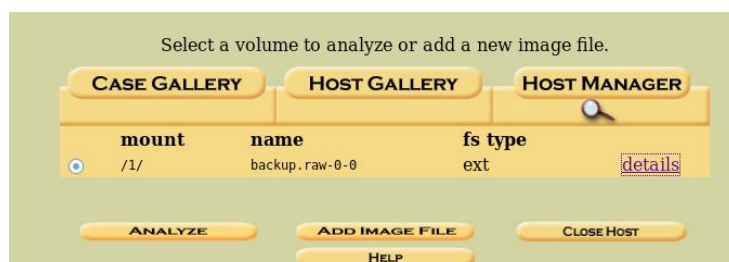 Select a volume to analyze or add a new image file.
CASE GALLERY HOST GALLERY HOST MANAGER
mount name fs type
/1/ backup.raw-0-0 ext details
ANALYZE ADD IMAGE FILE CLOSE HOST
HELP